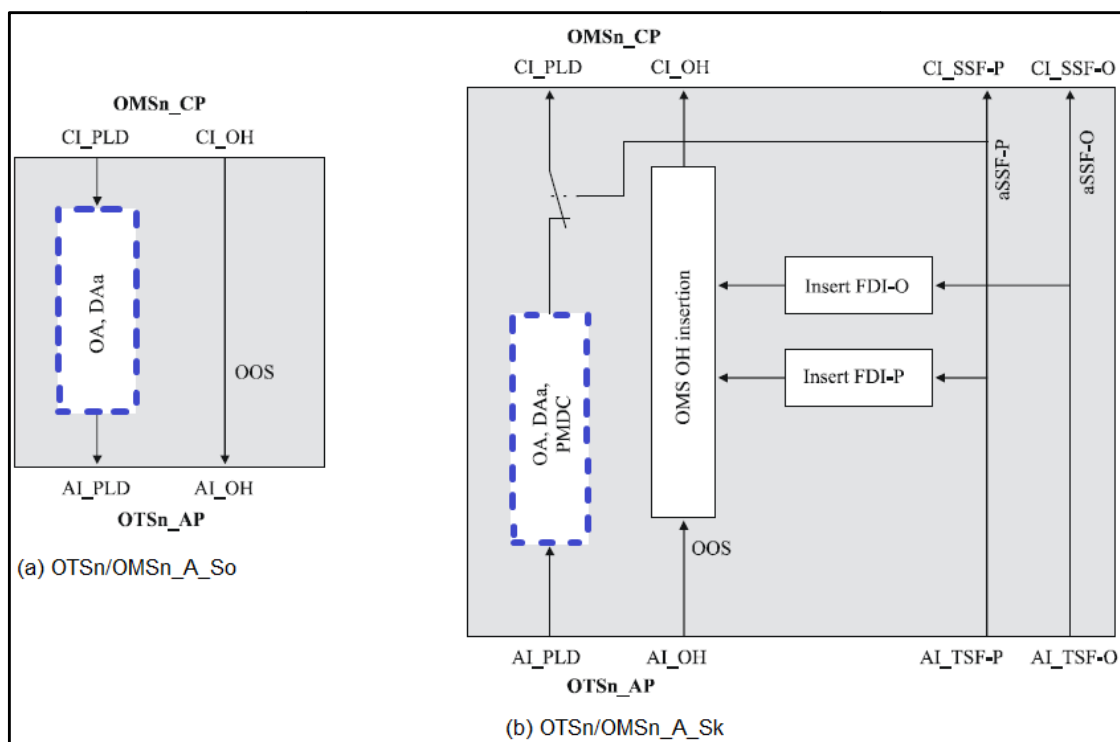 OMSn_CP
CI_PLD CI_OH
OA, DAa
OOS
AI_PLD AI_OH
OTSn_AP
(a) OTSn/OMSn_A_So
OMSn_CP
CI_PLD CI_OH CI_SSF-P CI_SSF-O
aSSF-P
aSSF-O
OMS OH insertion
Insert FDI-O
Insert FDI-P
OA, DAa,
PMDC
OOS
AI_PLD AI_OH AI_TSF-P AI_TSF-O
OTSn_AP
(b) OTSn/OMSn_A_Sk